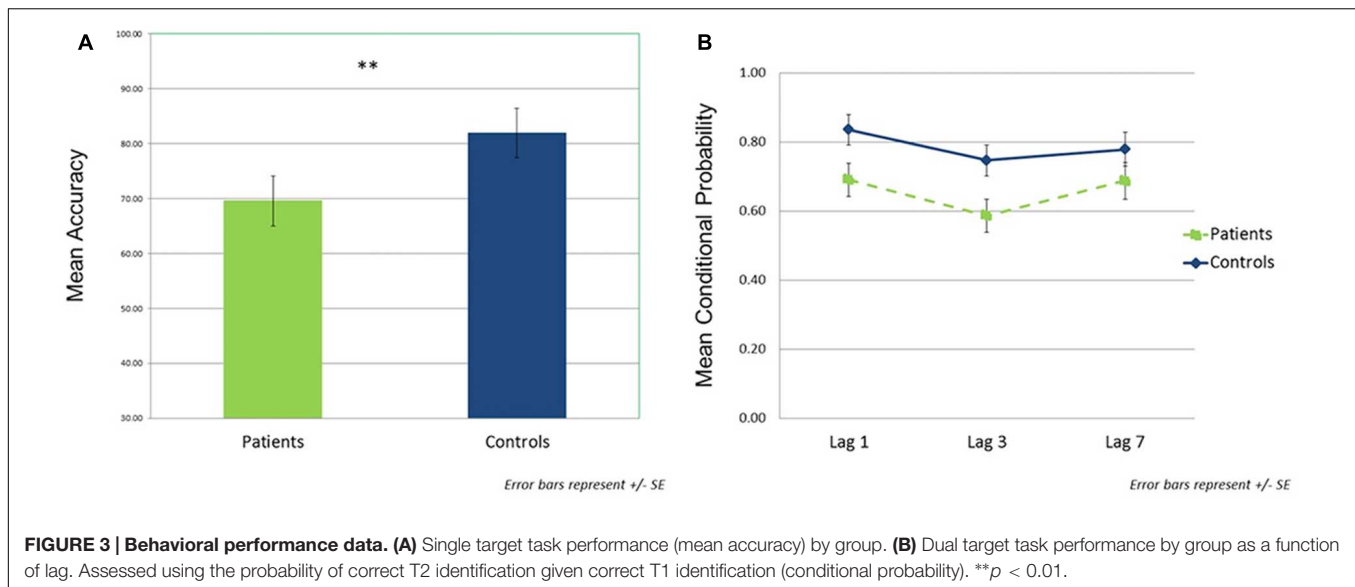 A
**
100.00
90.00
80.00
70.00
60.00
50.00
40.00
30.00
Mean Accuracy
Patients
Controls
Error bars represent +/- SE
B
1.00
0.80
0.60
0.40
0.20
0.00
Mean Conditional Probability
Lag 1
Lag 3
Lag 7
Patients
Controls
Error bars represent +/- SE
FIGURE 3 | Behavioral performance data. (A) Single target task performance (mean accuracy) by group. (B) Dual target task performance by group as a function
of lag. Assessed using the probability of correct T2 identification given correct T1 identification (conditional probability). **p < 0.01.